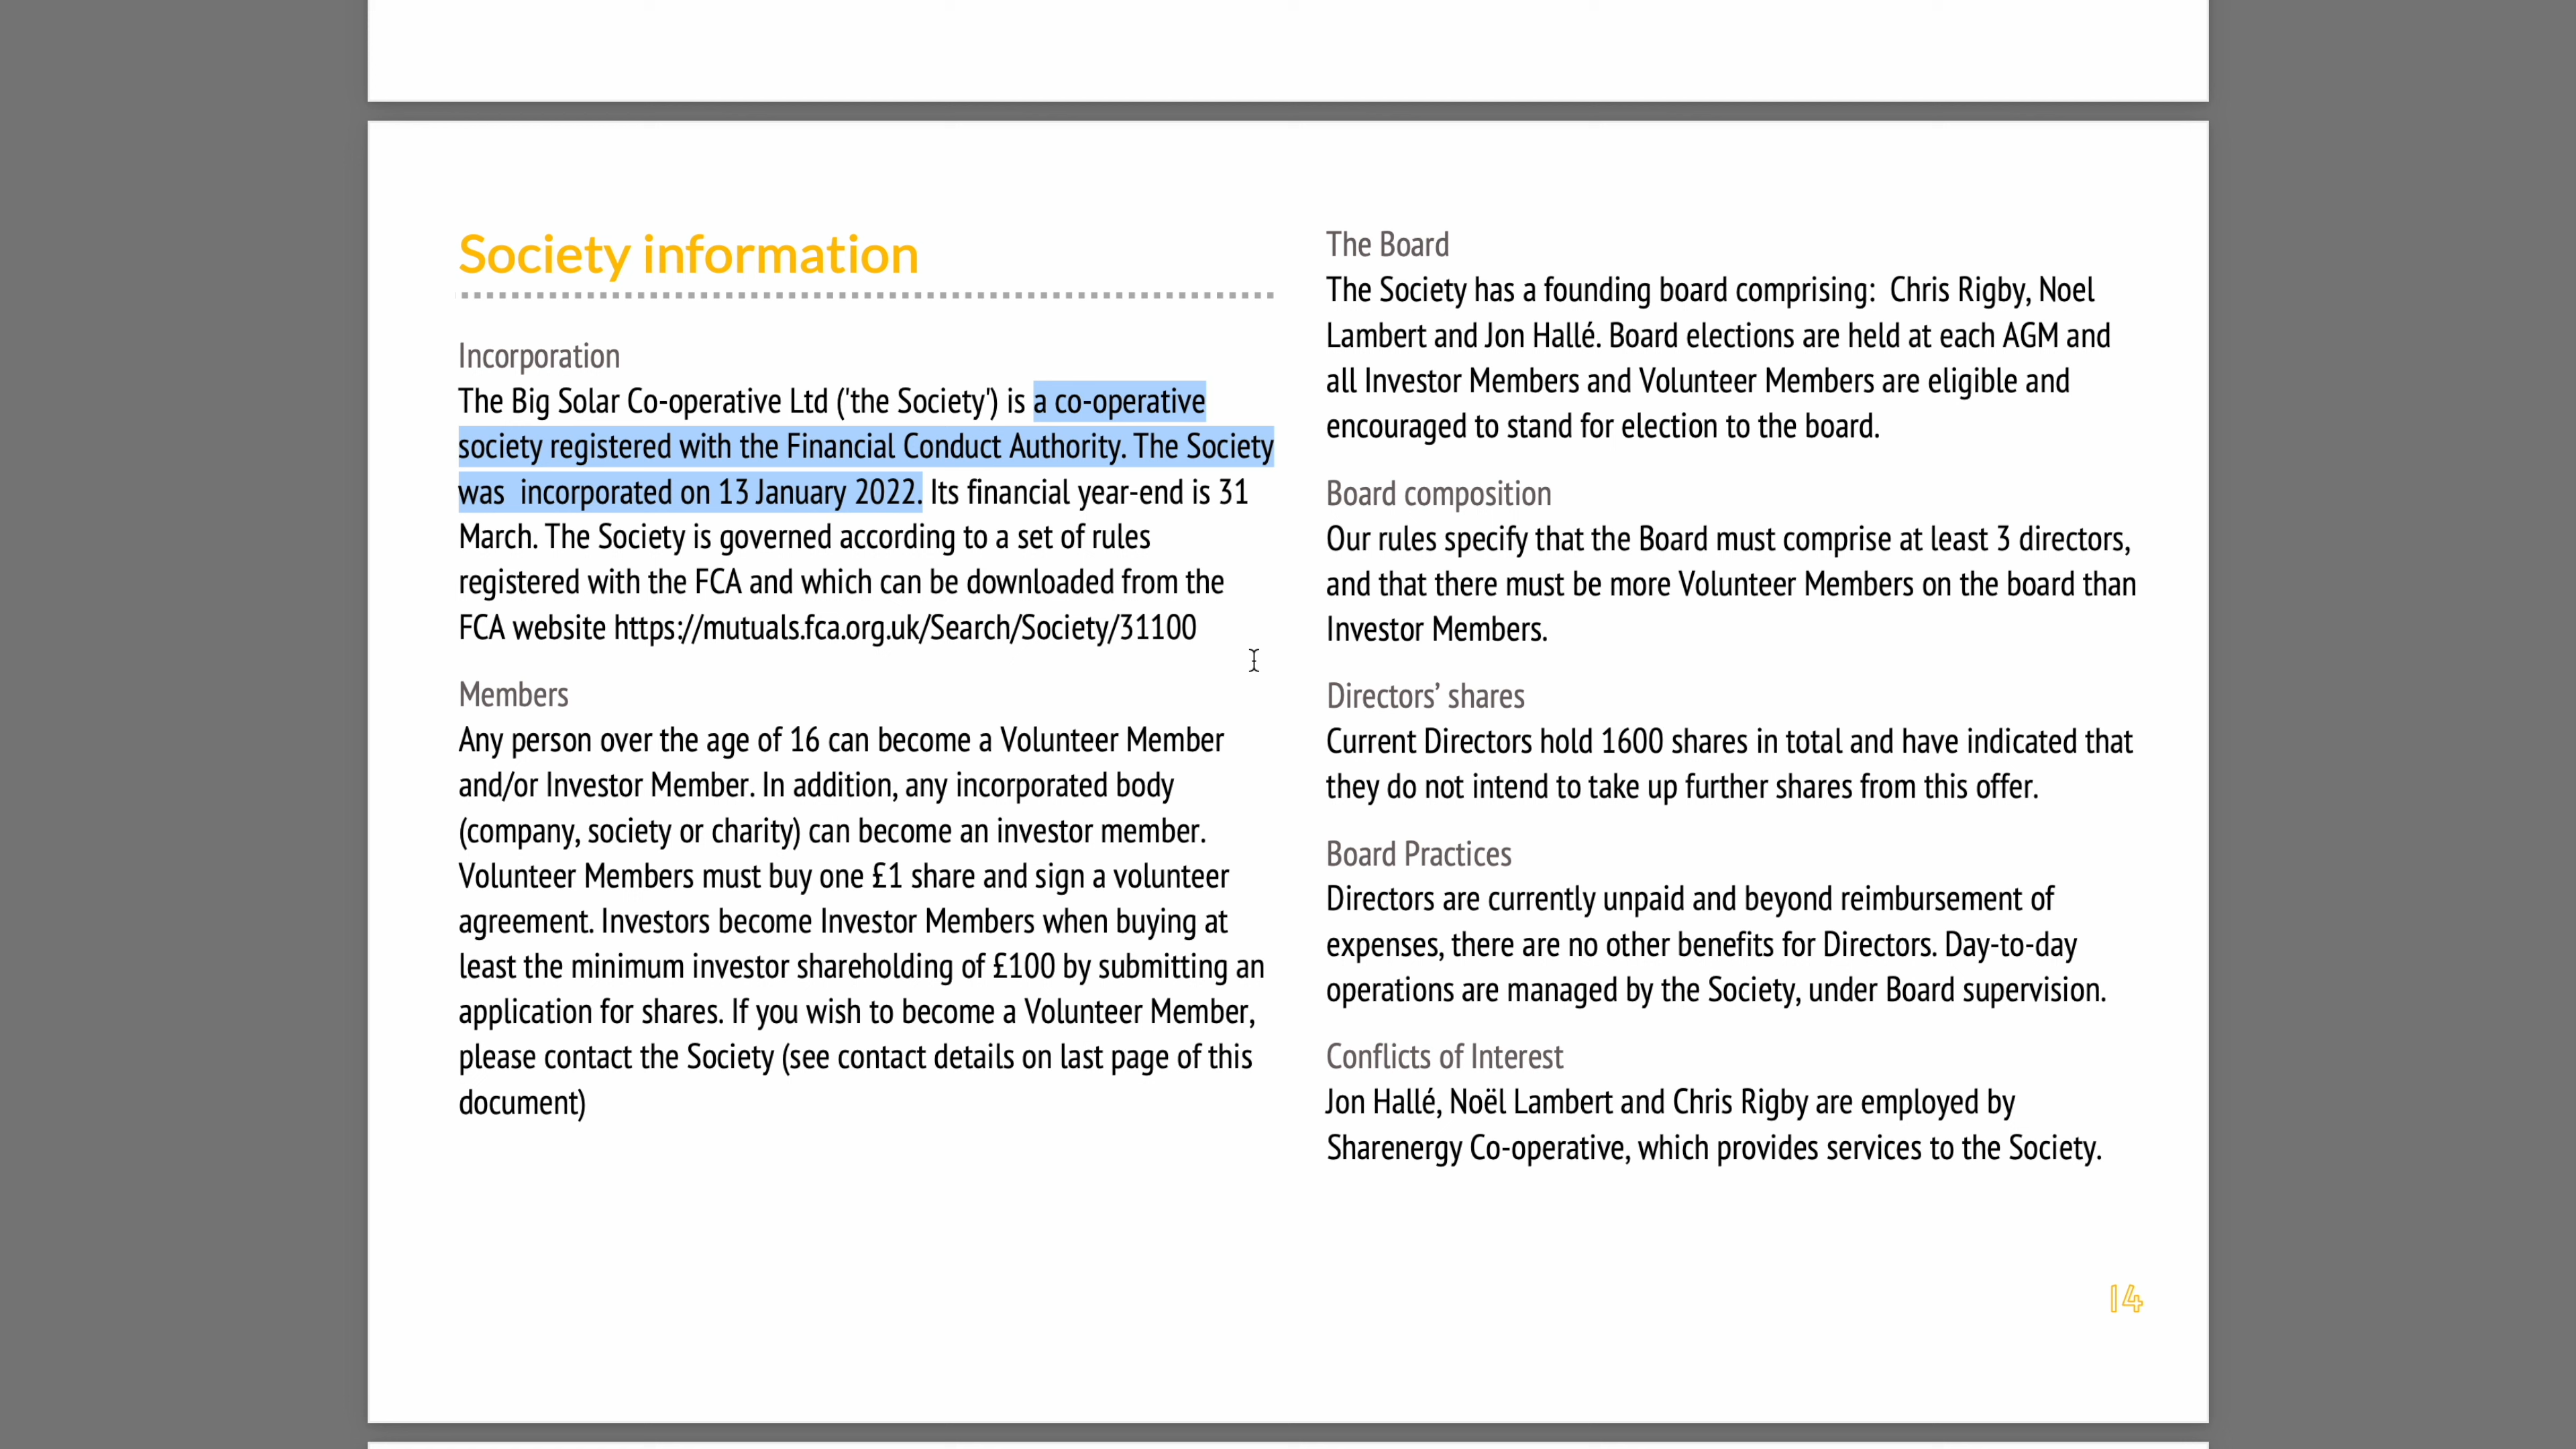 Society information
Incorporation
The Big Solar Co-operative Ltd ('the Society') is a co-operative
society registered with the Financial Conduct Authority. The Society
was  incorporated on 13 January 2022. Its financial year-end is 31
March. The Society is governed according to a set of rules
registered with the FCA and which can be downloaded from the
FCA website https://mutuals.fca.org.uk/Search/Society/31100
Members
Any person over the age of 16 can become a Volunteer Member
and/or Investor Member. In addition, any incorporated body
(company, society or charity) can become an investor member.
Volunteer Members must buy one £1 share and sign a volunteer
agreement. Investors become Investor Members when buying at
least the minimum investor shareholding of £100 by submitting an
application for shares. If you wish to become a Volunteer Member,
please contact the Society (see contact details on last page of this
document)
The Board
The Society has a founding board comprising:  Chris Rigby, Noel
Lambert and Jon Hallé. Board elections are held at each AGM and
all Investor Members and Volunteer Members are eligible and
encouraged to stand for election to the board.
Board composition
Our rules specify that the Board must comprise at least 3 directors,
and that there must be more Volunteer Members on the board than
Investor Members.
Directors’ shares
Current Directors hold 1600 shares in total and have indicated that
they do not intend to take up further shares from this offer.
Board Practices
Directors are currently unpaid and beyond reimbursement of
expenses, there are no other benefits for Directors. Day-to-day
operations are managed by the Society, under Board supervision.
Conflicts of Interest
Jon Hallé, Noël Lambert and Chris Rigby are employed by
Sharenergy Co-operative, which provides services to the Society.
14